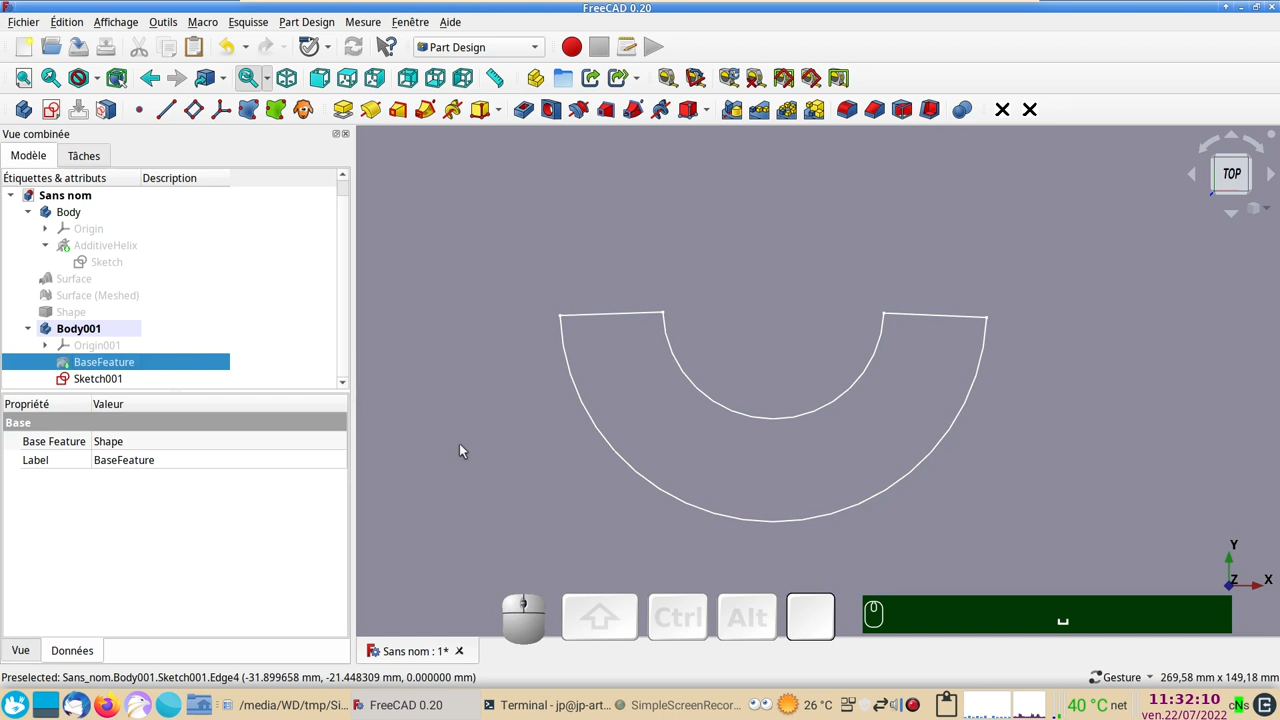 FreeCAD 0.20
Fichier Édition Affichage Outils Macro Esquisse Part Design Mesure Fenêtre Aide
Part Design
Vue combinée
Modèle Tâches
TOP
Étiquettes & attributs Description
Sans nom
Body
Origin
AdditiveHelix
Sketch
Surface
Surface (Meshed)
Shape
Body001
Origin001
BaseFeature
Sketch001
Propriété Valeur
Base
Base Feature Shape
Label BaseFeature
Y
Z X
Ctrl Alt
Vue Données
Sans nom : 1*
Preselected: Sans_nom.Body001.Sketch001.Edge4 (-31.899658 mm, -21.448309 mm, 0.000000 mm)
Gesture 269,58 mm x 149,18 mm
/media/WD/tmp/Si... FreeCAD 0.20 Terminal - jp@jp-art... SimpleScreenRecor... 26 °C 40 °C net
11:32:10
ven.22/07/2022